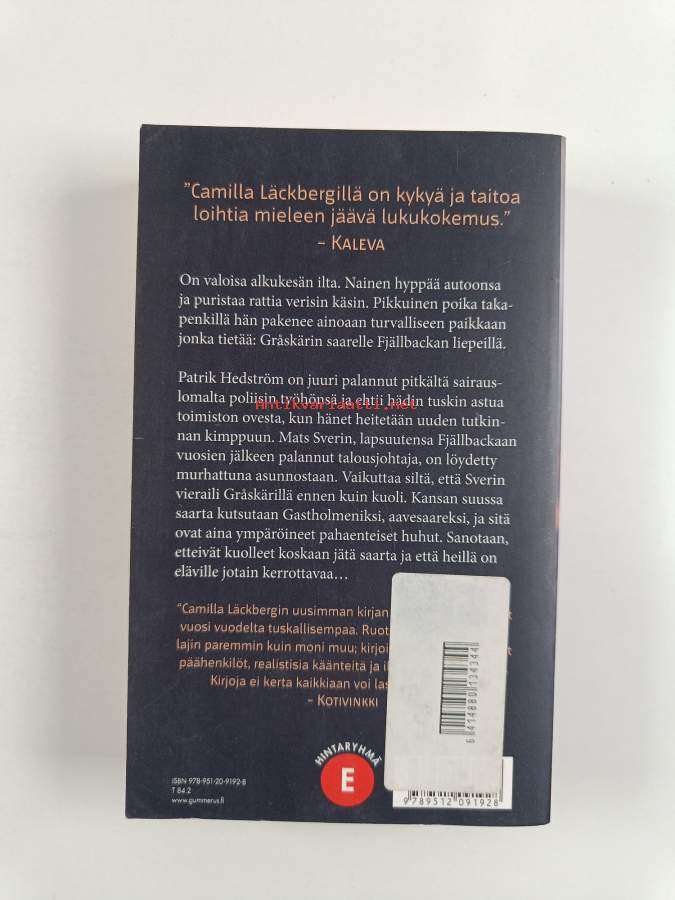 ”Camilla Läckbergillä on kykyä ja taitoa
loihtia mieleen jäävä lukukokemus.”
– KALEVA
On valoisa alkukesän ilta. Nainen hyppää autoonsa
ja puristaa rattia verisin käsin. Pikkuinen poika taka-
penkillä hän pakenee ainoaan turvalliseen paikkaan
jonka tietää: Gråskärin saarelle Fjällbackan liepeillä.
Patrik Hedström on juuri palannut pitkältä sairaus-
lomalta poliisin työhönsä ja ehtii hädin tuskin astua
Antikvariaatti.net
toimiston ovesta, kun hänet heitetään uuden tutkin-
nan kimppuun. Mats Sverin, lapsuutensa Fjällbackaan
vuosien jälkeen palannut talousjohtaja, on löydetty
murhattuna asunnostaan. Vaikuttaa siltä, että Sverin
vieraili Gråskärillä ennen kuin kuoli. Kansan suussa
saarta kutsutaan Gastholmeniksi, aavesaareksi, ja sitä
ovat aina ympäröineet pahaenteiset huhut. Sanotaan,
etteivät kuolleet koskaan jätä saarta ja että heillä on
eläville jotain kerrottavaa…
”Camilla Läckbergin uusimman kirjan
vuosi vuodelta tuskallisempaa. Ruot
lajin paremmin kuin moni muu; kirjoi
päähenkilöt, realistisia käänteitä ja
Kirjoja ei kerta kaikkiaan voi las
– KOTIVINKKI
6414880134344
HINTARYHMÄ
E
ISBN 978-951-20-9192-8
T 84.2
www.gummerus.fi
9789512091928